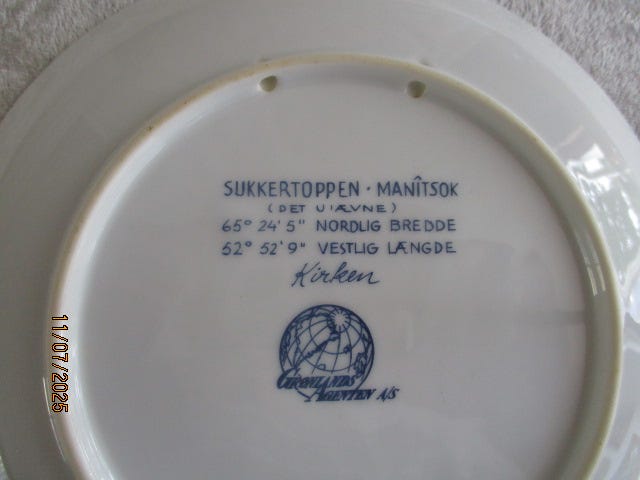 SUKKERTOPPEN · MANÎTSOK
(DET UJÆVNE)
65° 24' 5" NORDLIG BREDDE
52° 52' 9" VESTLIG LÆNGDE
Kirken
GRØNLANDS
AGENTEN A/S
11/07/2025